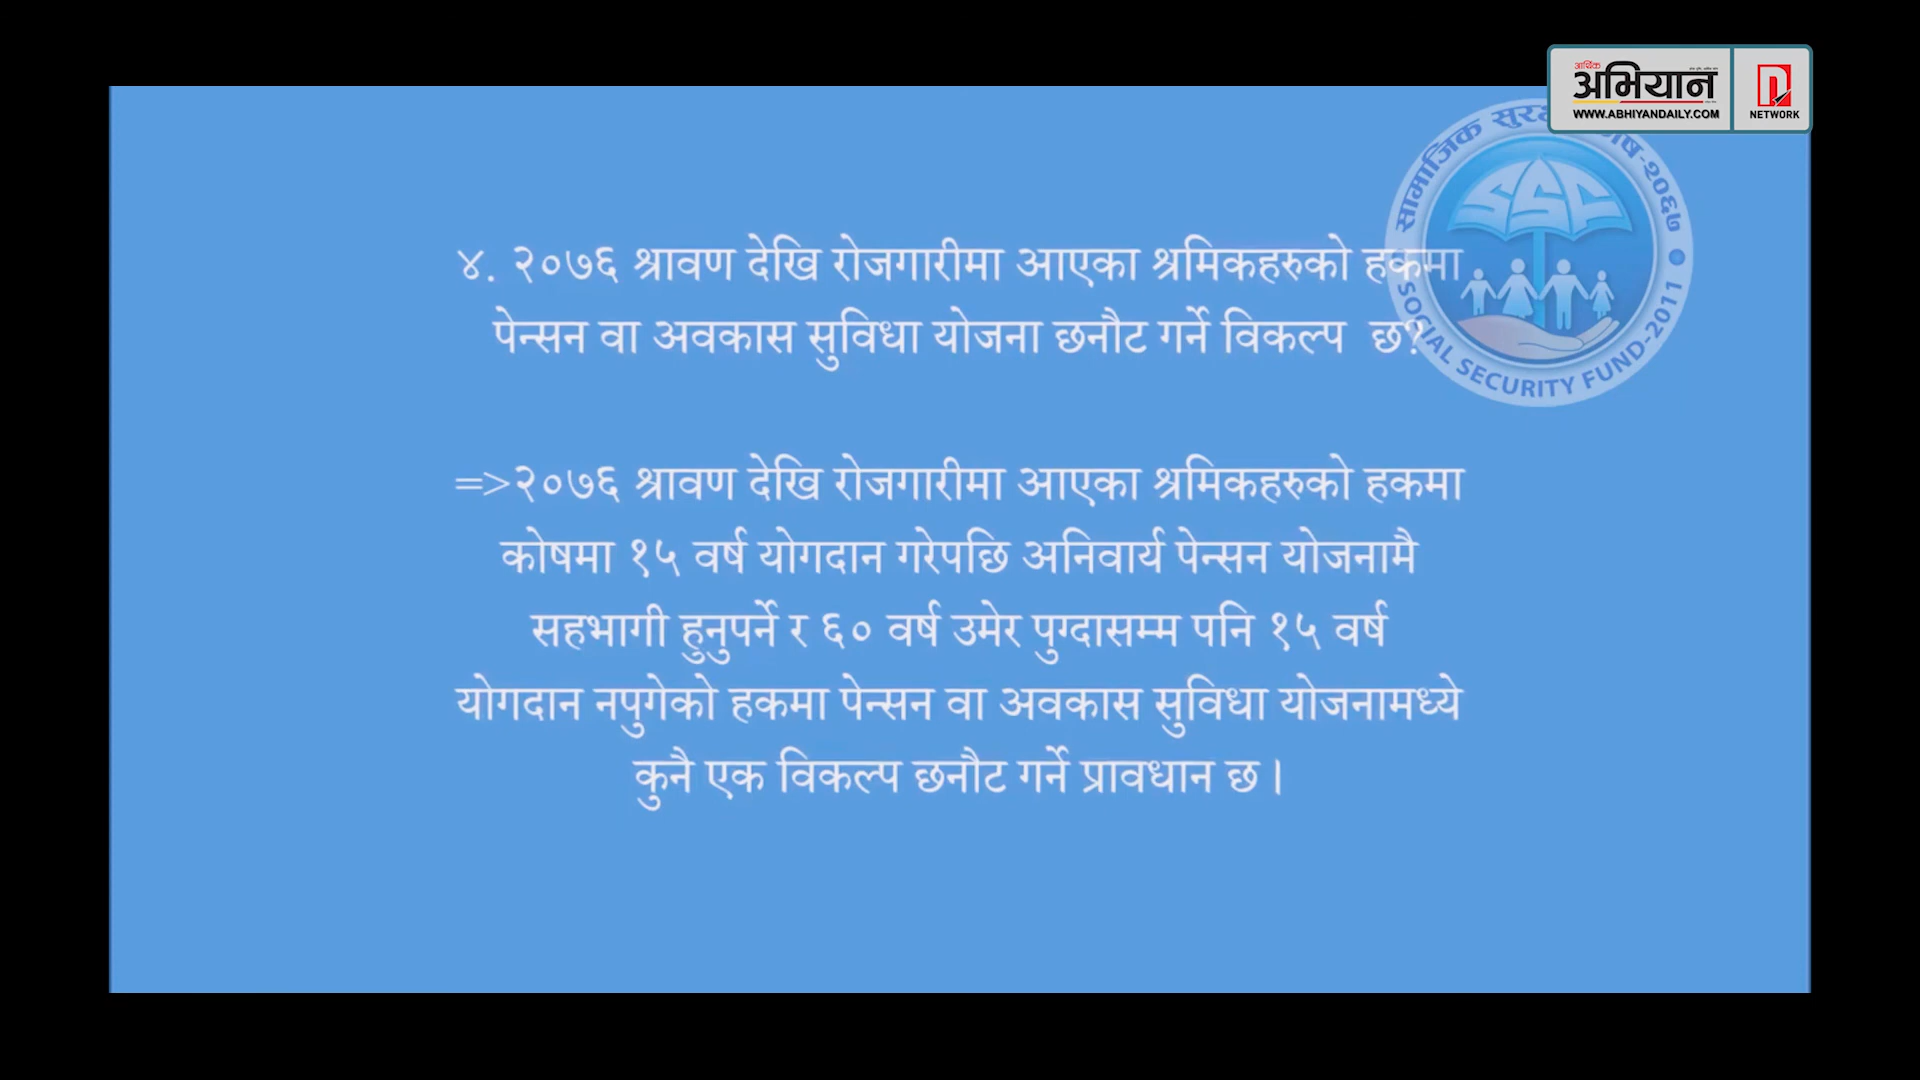 आर्थिक
अभियान
WWW.ABHIYANDAILY.COM
NETWORK
सामाजिक सुरक्षा कोष-२०६७
SSF
SOCIAL SECURITY FUND-2011
४. २०७६ श्रावण देखि रोजगारीमा आएका श्रमिकहरुको हकमा
पेन्सन वा अवकास सुविधा योजना छनौट गर्ने विकल्प छ?
=>२०७६ श्रावण देखि रोजगारीमा आएका श्रमिकहरुको हकमा
कोषमा १५ वर्ष योगदान गरेपछि अनिवार्य पेन्सन योजनामै
सहभागी हुनुपर्ने र ६० वर्ष उमेर पुग्दासम्म पनि १५ वर्ष
योगदान नपुगेको हकमा पेन्सन वा अवकास सुविधा योजनामध्ये
कुनै एक विकल्प छनौट गर्ने प्रावधान छ।